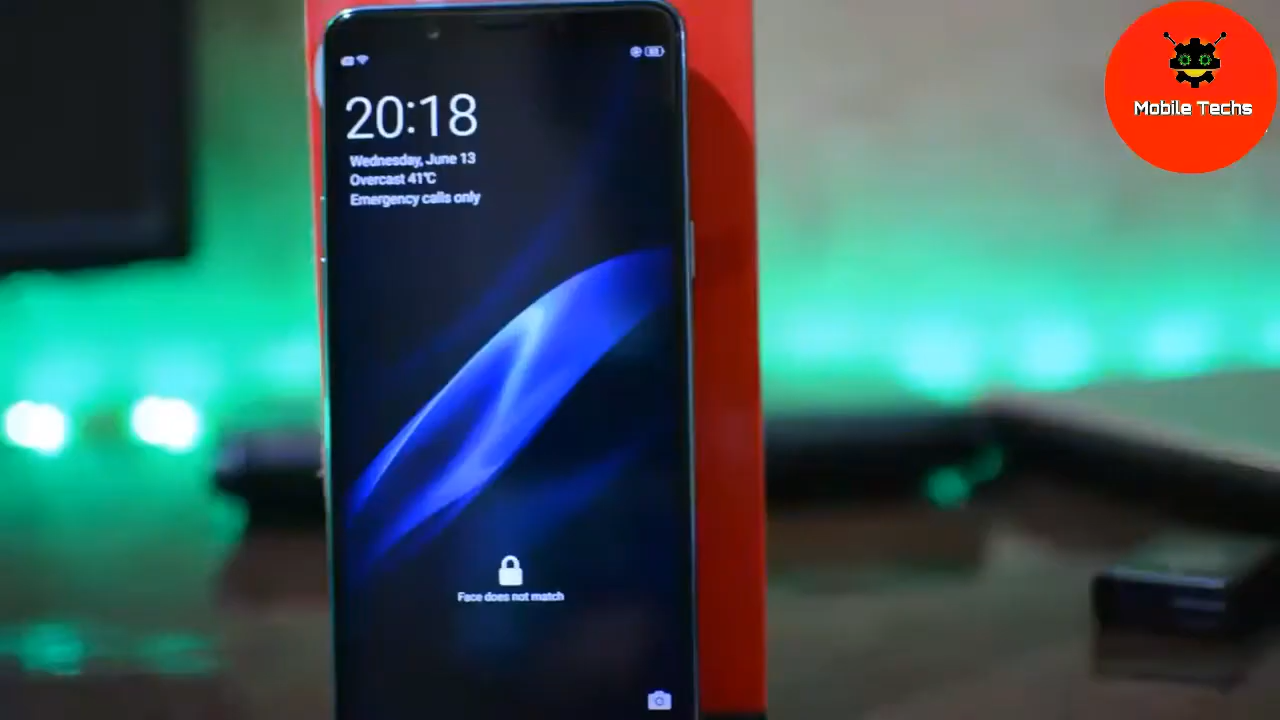 20:18
Wednesday, June 13
Overcast 41°C
Emergency calls only
Face does not match
Mobile Techs